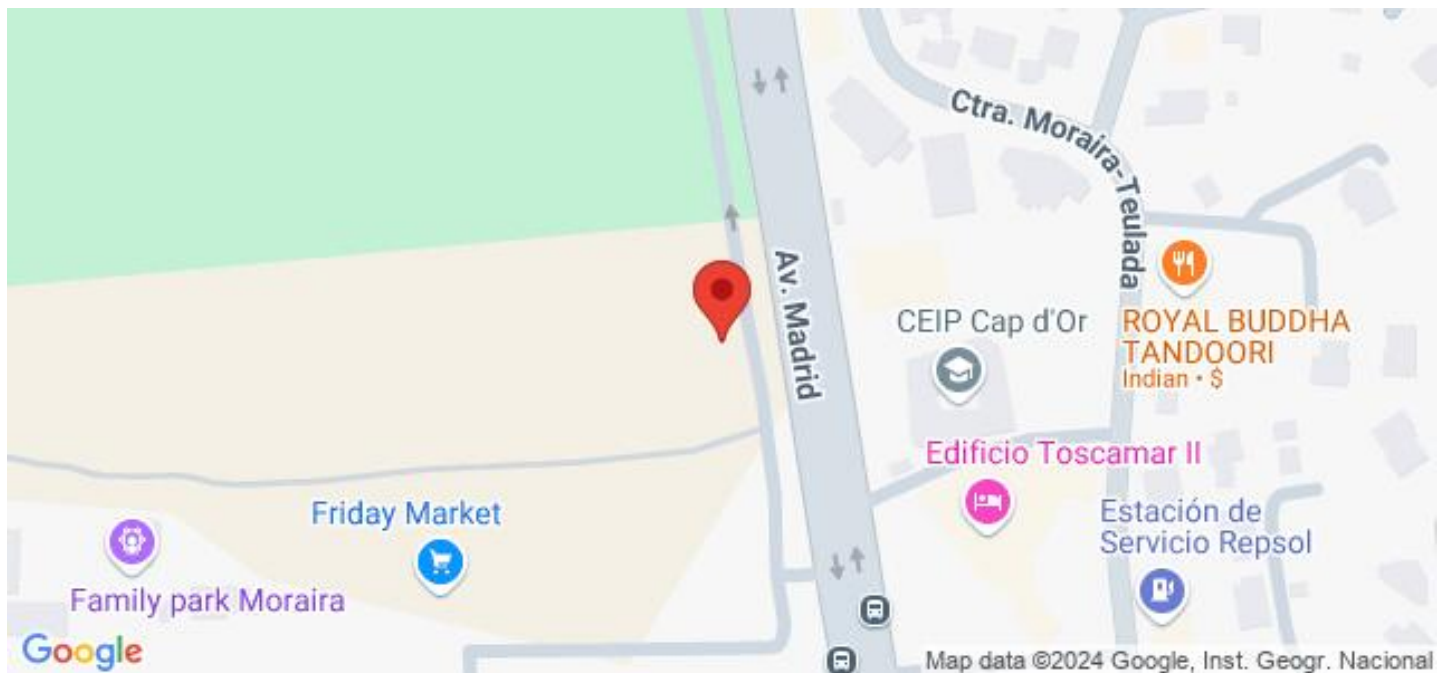 Ctra. Moraira-Teulada
Av. Madrid
CEIP Cap d'Or
ROYAL BUDDHA
TANDOORI
Indian • $
Edificio Toscamar II
Friday Market
Estación de
Servicio Repsol
Family park Moraira
Google
Map data ©2024 Google, Inst. Geogr. Nacional